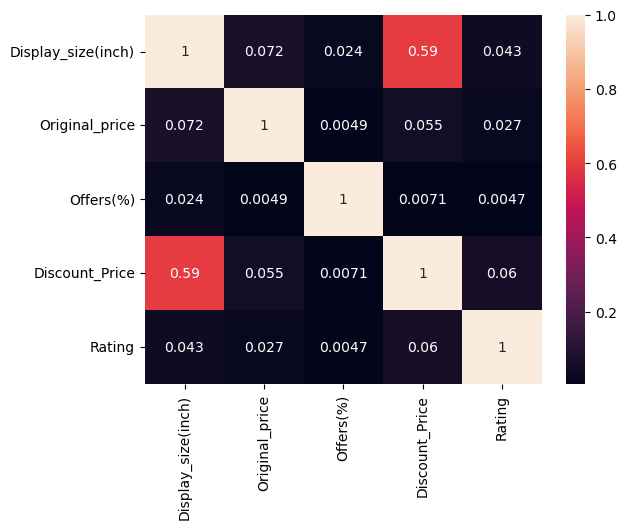 Display_size(inch) 1 0.072 0.024 0.59 0.043
Original_price 0.072 1 0.0049 0.055 0.027
Offers(%) 0.024 0.0049 1 0.0071 0.0047
Discount_Price 0.59 0.055 0.0071 1 0.06
Rating 0.043 0.027 0.0047 0.06 1
Display_size(inch)
Original_price
Offers(%)
Discount_Price
Rating
1.0
0.8
0.6
0.4
0.2